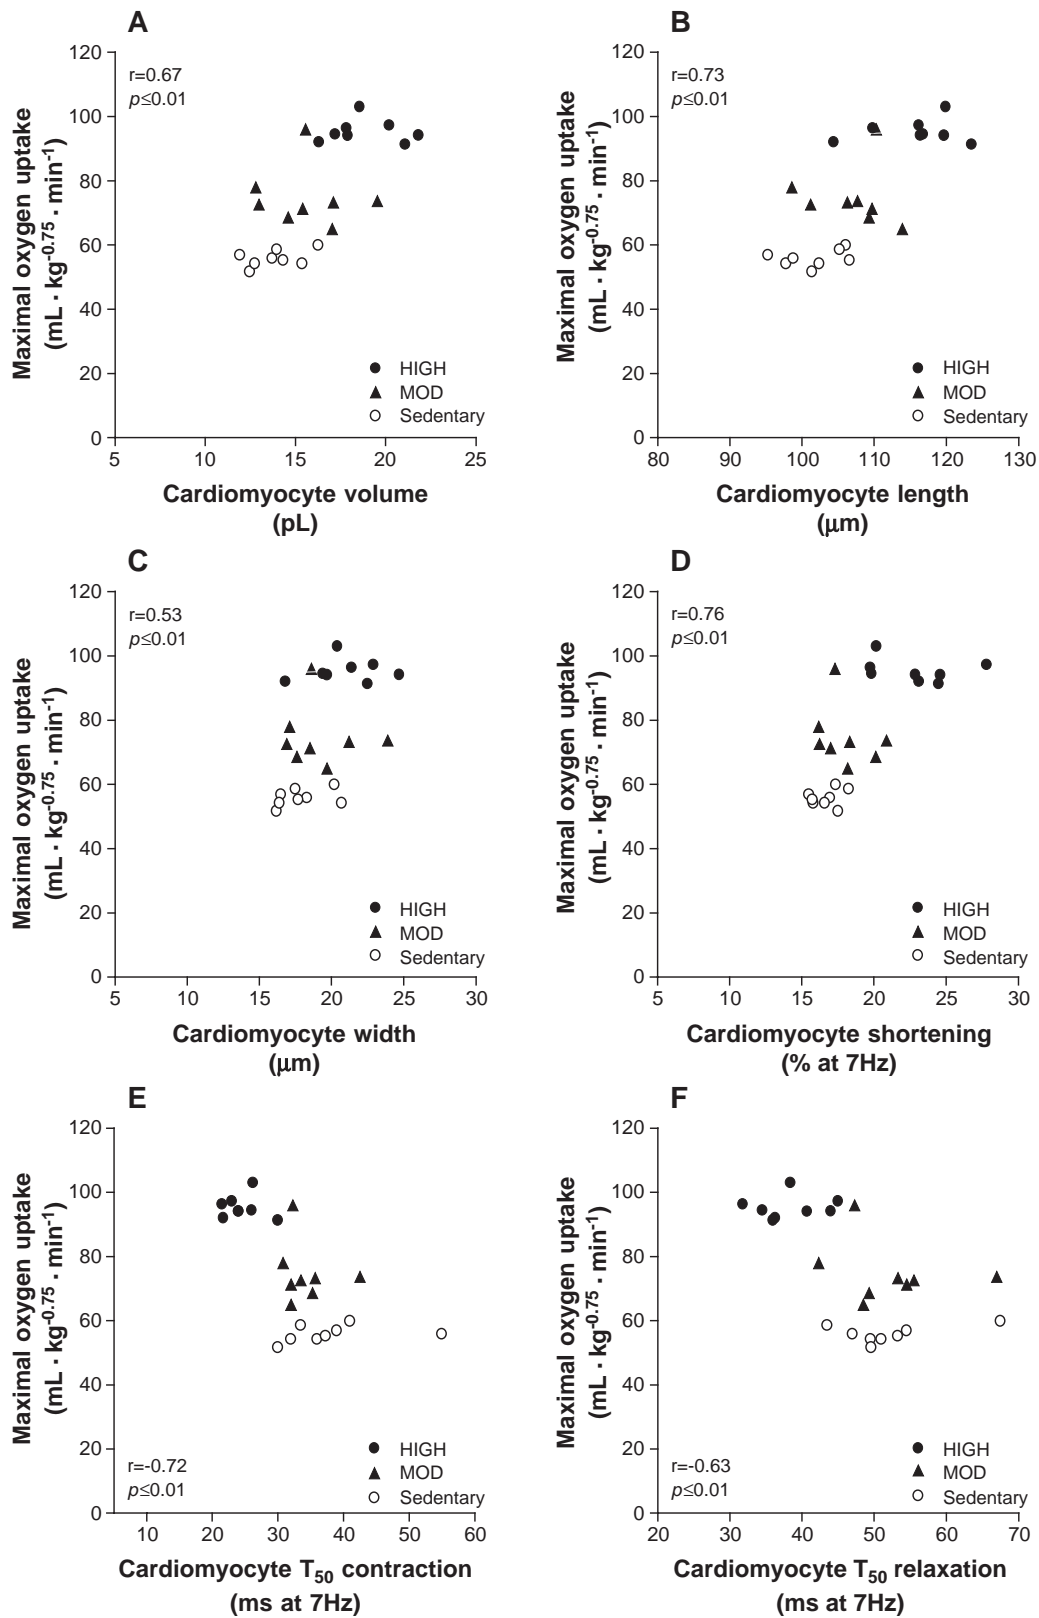 A
120
100
80
60
40
20
0
r=0.67
p≤0.01
HIGH
MOD
Sedentary
5 10 15 20 25
Maximal oxygen uptake
(mL · kg-0.75 · min-1)
Cardiomyocyte volume
(pL)
B
120
100
80
60
40
20
0
r=0.73
p≤0.01
HIGH
MOD
Sedentary
80 90 100 110 120 130
Maximal oxygen uptake
(mL · kg-0.75 · min-1)
Cardiomyocyte length
(µm)
C
120
100
80
60
40
20
0
r=0.53
p≤0.01
HIGH
MOD
Sedentary
5 10 15 20 25 30
Maximal oxygen uptake
(mL · kg-0.75 · min-1)
Cardiomyocyte width
(µm)
D
120
100
80
60
40
20
0
r=0.76
p≤0.01
HIGH
MOD
Sedentary
5 10 15 20 25 30
Maximal oxygen uptake
(mL · kg-0.75 · min-1)
Cardiomyocyte shortening
(% at 7Hz)
E
120
100
80
60
40
20
0
r=-0.72
p≤0.01
HIGH
MOD
Sedentary
10 20 30 40 50 60
Maximal oxygen uptake
(mL · kg-0.75 · min-1)
Cardiomyocyte T50 contraction
(ms at 7Hz)
F
120
100
80
60
40
20
0
r=-0.63
p≤0.01
HIGH
MOD
Sedentary
20 30 40 50 60 70
Maximal oxygen uptake
(mL · kg-0.75 · min-1)
Cardiomyocyte T50 relaxation
(ms at 7Hz)